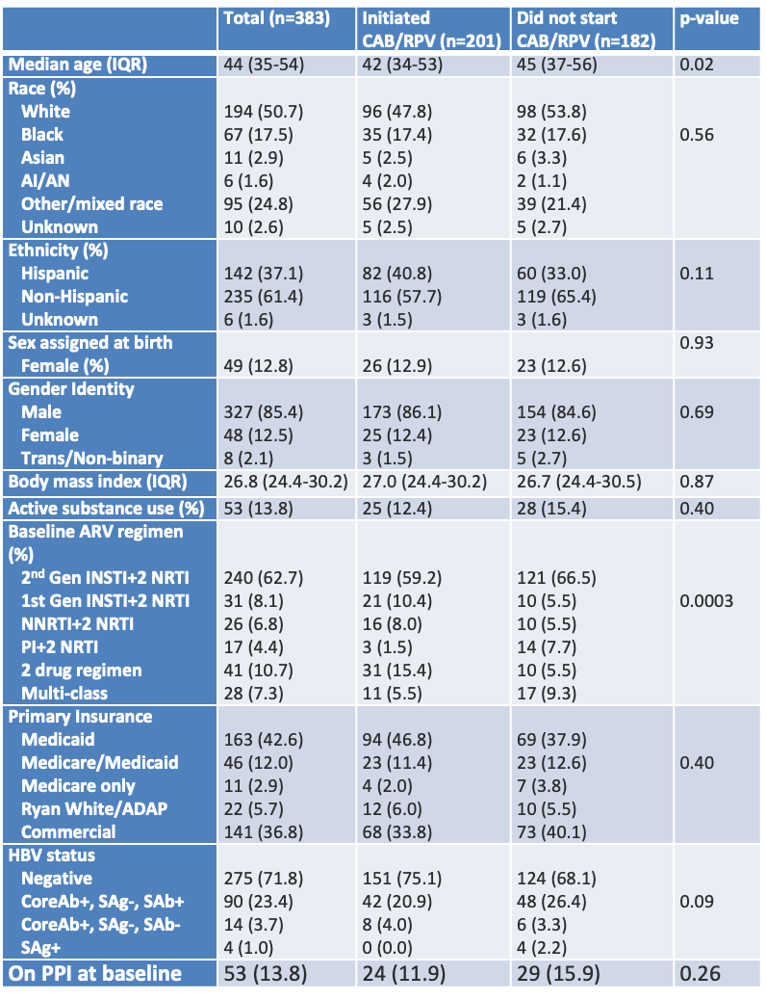 Total (n=383) Initiated CAB/RPV (n=201) Did not start CAB/RPV (n=182) p-value
Median age (IQR) 44 (35-54) 42 (34-53) 45 (37-56) 0.02
Race (%)
White 194 (50.7) 96 (47.8) 98 (53.8)
Black 67 (17.5) 35 (17.4) 32 (17.6) 0.56
Asian 11 (2.9) 5 (2.5) 6 (3.3)
AI/AN 6 (1.6) 4 (2.0) 2 (1.1)
Other/mixed race 95 (24.8) 56 (27.9) 39 (21.4)
Unknown 10 (2.6) 5 (2.5) 5 (2.7)
Ethnicity (%)
Hispanic 142 (37.1) 82 (40.8) 60 (33.0) 0.11
Non-Hispanic 235 (61.4) 116 (57.7) 119 (65.4)
Unknown 6 (1.6) 3 (1.5) 3 (1.6)
Sex assigned at birth 0.93
Female (%) 49 (12.8) 26 (12.9) 23 (12.6)
Gender Identity
Male 327 (85.4) 173 (86.1) 154 (84.6) 0.69
Female 48 (12.5) 25 (12.4) 23 (12.6)
Trans/Non-binary 8 (2.1) 3 (1.5) 5 (2.7)
Body mass index (IQR) 26.8 (24.4-30.2) 27.0 (24.4-30.2) 26.7 (24.4-30.5) 0.87
Active substance use (%) 53 (13.8) 25 (12.4) 28 (15.4) 0.40
Baseline ARV regimen
(%)
2nd Gen INSTI+2 NRTI 240 (62.7) 119 (59.2) 121 (66.5)
1st Gen INSTI+2 NRTI 31 (8.1) 21 (10.4) 10 (5.5) 0.0003
NNRTI+2 NRTI 26 (6.8) 16 (8.0) 10 (5.5)
PI+2 NRTI 17 (4.4) 3 (1.5) 14 (7.7)
2 drug regimen 41 (10.7) 31 (15.4) 10 (5.5)
Multi-class 28 (7.3) 11 (5.5) 17 (9.3)
Primary Insurance
Medicaid 163 (42.6) 94 (46.8) 69 (37.9)
Medicare/Medicaid 46 (12.0) 23 (11.4) 23 (12.6) 0.40
Medicare only 11 (2.9) 4 (2.0) 7 (3.8)
Ryan White/ADAP 22 (5.7) 12 (6.0) 10 (5.5)
Commercial 141 (36.8) 68 (33.8) 73 (40.1)
HBV status
Negative 275 (71.8) 151 (75.1) 124 (68.1)
CoreAb+, SAg-, SAb+ 90 (23.4) 42 (20.9) 48 (26.4) 0.09
CoreAb+, SAg-, SAb- 14 (3.7) 8 (4.0) 6 (3.3)
SAg+ 4 (1.0) 0 (0.0) 4 (2.2)
On PPI at baseline 53 (13.8) 24 (11.9) 29 (15.9) 0.26